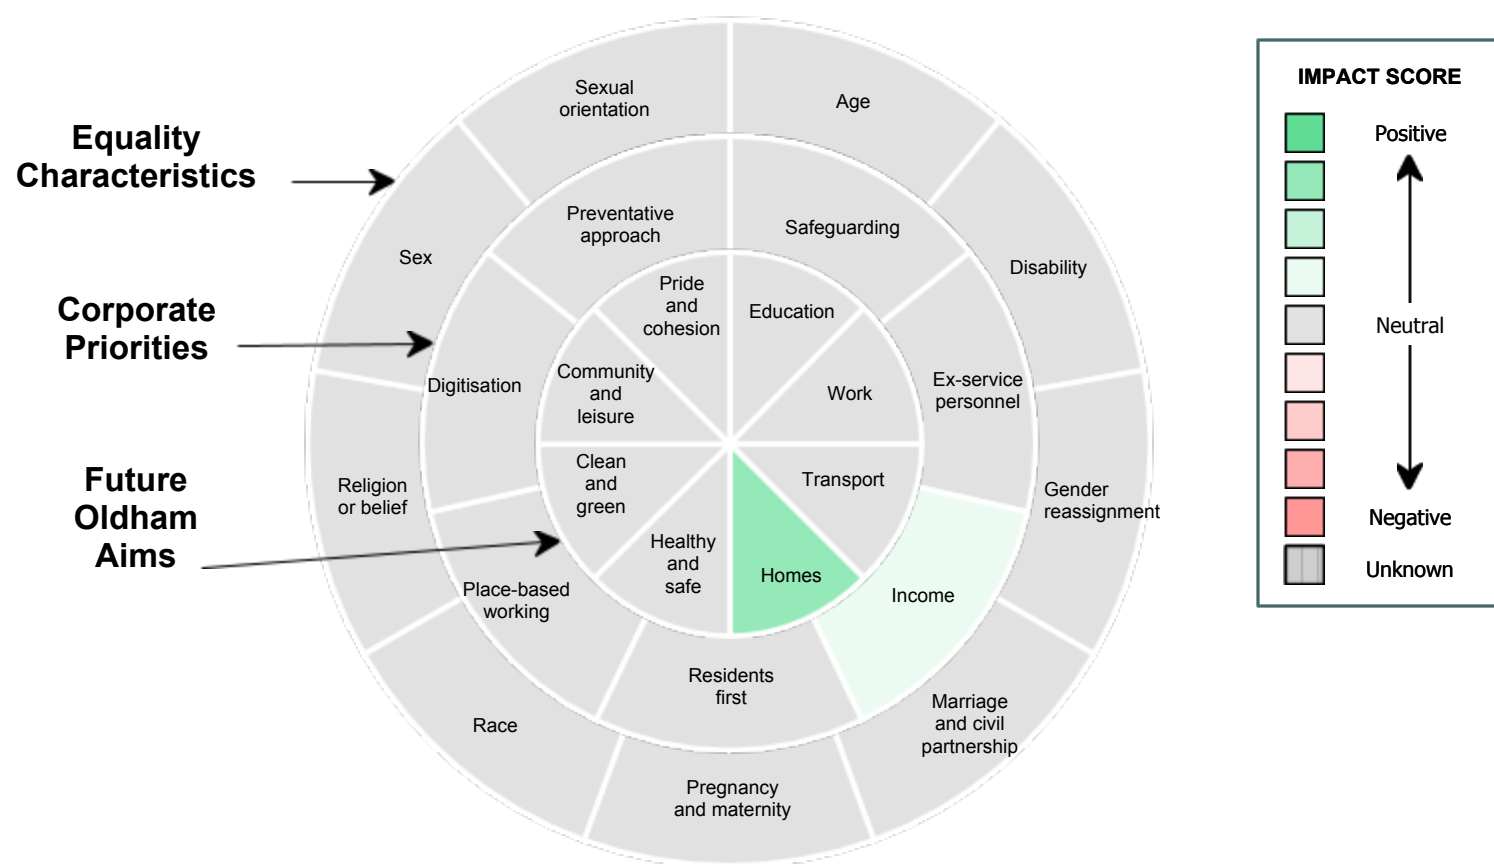 Equality
Characteristics
Corporate
Priorities
Future
Oldham
Aims
Sexual
orientation
Age
Sex
Disability
Religion
or belief
Gender
reassignment
Race
Marriage
and civil
partnership
Pregnancy
and maternity
Preventative
approach
Safeguarding
Digitisation
Ex-service
personnel
Place-based
working
Income
Residents
first
Pride
and
cohesion
Education
Community
and
leisure
Work
Clean
and
green
Transport
Healthy
and
safe
Homes
IMPACT SCORE
Positive
Neutral
Negative
Unknown